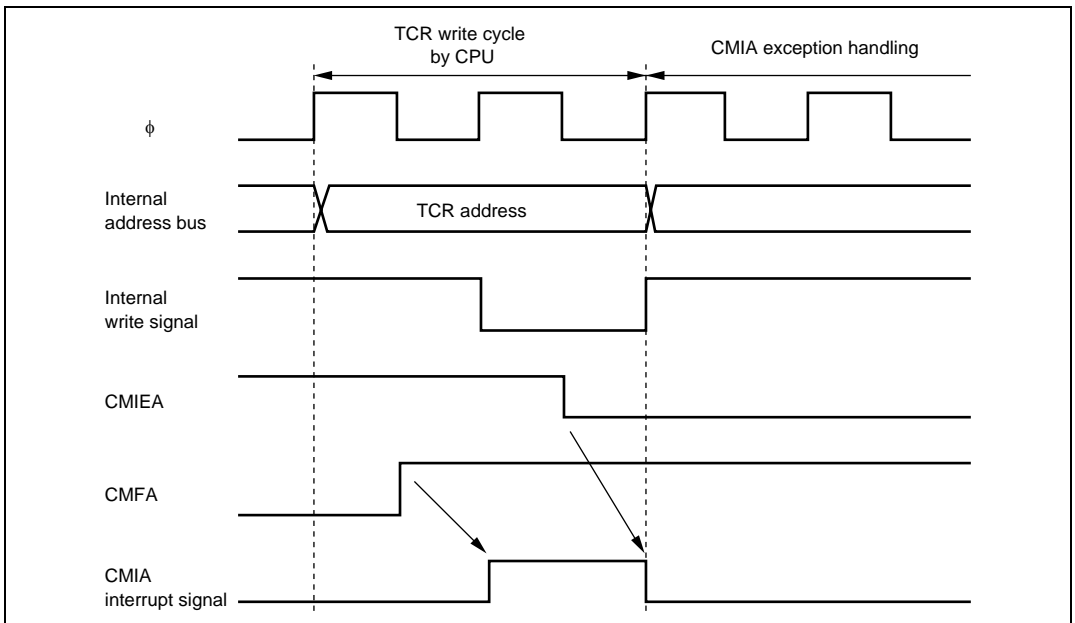 TCR write cycle
by CPU
CMIA exception handling
ϕ
Internal
address bus
TCR address
Internal
write signal
CMIEA
CMFA
CMIA
interrupt signal